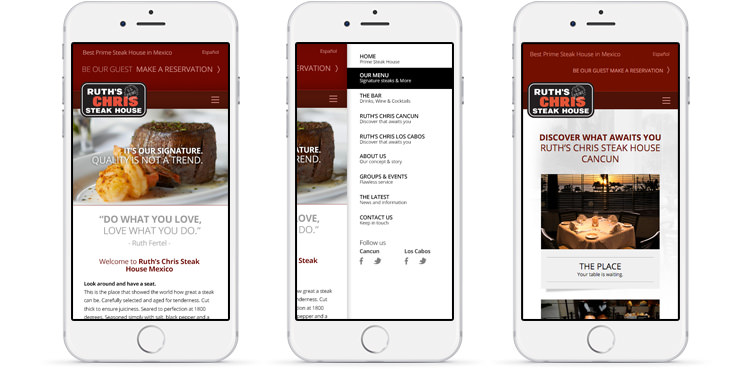 Best Prime Steak House in Mexico
Español
BE OUR GUEST MAKE A RESERVATION
RUTH'S
CHRIS
STEAK HOUSE
IT'S OUR SIGNATURE.
QUALITY IS NOT A TREND.
“DO WHAT YOU LOVE,
LOVE WHAT YOU DO.”
- Ruth Fertel -
Welcome to Ruth's Chris Steak
House Mexico
Look around and have a seat.
This is the place that showed the world how great a steak
can be. Carefully selected and aged for tenderness. Cut
thick to ensure juiciness. Seared to perfection at 1800
degrees. Seasoned simply with salt, black pepper and a
Español
ERVATION
ATURE.
TREND.
OVE,
DO.”
Steak
how great a steak
nderness. Cut
tion at 1800
pepper and a
HOME
Prime Steak House
OUR MENU
Signature steaks & More
THE BAR
Drinks, Wine & Cocktails
RUTH'S CHRIS CANCUN
Discover that awaits you
RUTH'S CHRIS LOS CABOS
Discover that awaits you
ABOUT US
Our concept & story
GROUPS & EVENTS
Flawless service
THE LATEST
News and information
CONTACT US
Keep in touch
Follow us
Cancun Los Cabos
Best Prime Steak House in Mexico
Español
BE OUR GUEST MAKE A RESERVATION
RUTH'S
CHRIS
STEAK HOUSE
DISCOVER WHAT AWAITS YOU
RUTH'S CHRIS STEAK HOUSE
CANCUN
THE PLACE
Your table is waiting.